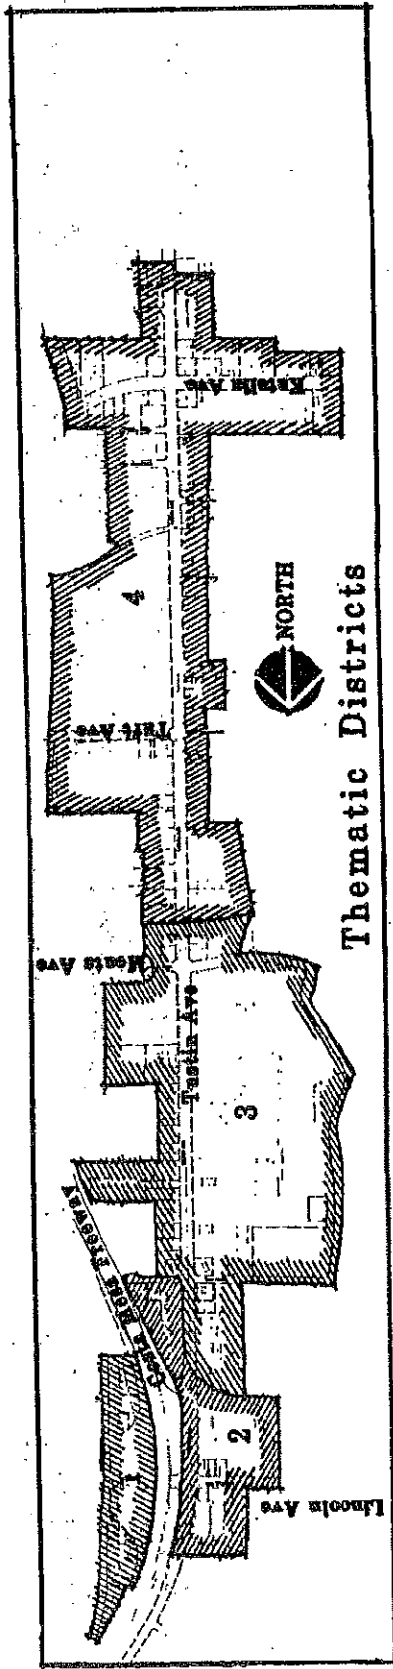 Katella Ave
4
NORTH
Taft Ave
Thematic Districts
Meats Ave
Tustin Ave
3
Costa Mesa Freeway
1
2
Lincoln Ave